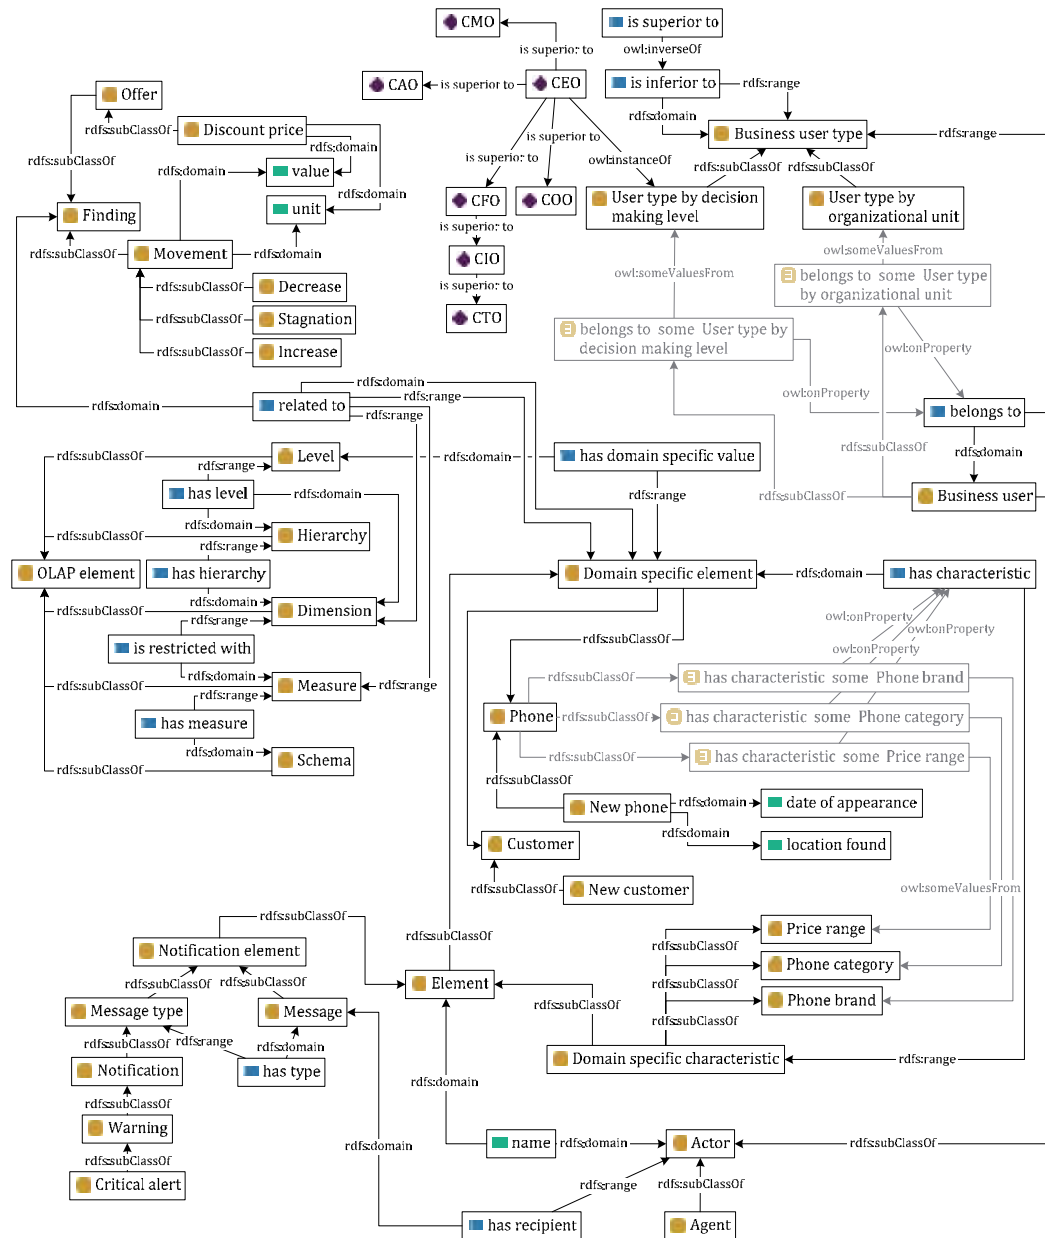 CMO
is superior to
is superior to
owl:inverseOf
CAO
is superior to
CEO
is inferior to
rdfs:range
Offer
rdfs:domain
rdfs:subClassOf
Discount price
Business user type
rdfs:range
is superior to
rdfs:domain
rdfs:subClassOf
is superior to
owl:instanceOf
rdfs:subClassOf
rdfs:subClassOf
rdfs:domain
value
rdfs:domain
CFO
COO
User type by decision
making level
User type by
organizational unit
Finding
unit
is superior to
rdfs:subClassOf
Movement
rdfs:domain
CIO
owl:someValuesFrom
owl:someValuesFrom
belongs to some User type
by organizational unit
rdfs:subClassOf
Decrease
is superior to
rdfs:subClassOf
Stagnation
CTO
belongs to some User type by
decision making level
rdfs:subClassOf
Increase
owl:onProperty
rdfs:domain
rdfs:range
owl:onProperty
rdfs:domain
related to
rdfs:range
belongs to
rdfs:subClassOf
rdfs:domain
rdfs:subClassOf
Level
rdfs:domain
has domain specific value
rdfs:range
has level
rdfs:domain
rdfs:range
rdfs:subClassOf
Business user
rdfs:domain
rdfs:subClassOf
Hierarchy
rdfs:range
OLAP element
has hierarchy
Domain specific element
rdfs:domain
has characteristic
rdfs:domain
rdfs:subClassOf
Dimension
rdfs:range
owl:onProperty
owl:onProperty
owl:onProperty
rdfs:subClassOf
is restricted with
rdfs:domain
rdfs:subClassOf
Measure
rdfs:range
rdfs:subClassOf
has characteristic some Phone brand
rdfs:range
has measure
Phone
rdfs:subClassOf
has characteristic some Phone category
rdfs:domain
rdfs:subClassOf
Schema
rdfs:subClassOf
has characteristic some Price range
rdfs:subClassOf
New phone
rdfs:domain
date of appearance
rdfs:domain
location found
Customer
rdfs:subClassOf
New customer
owl:someValuesFrom
rdfs:subClassOf
rdfs:subClassOf
Price range
rdfs:subClassOf
Notification element
rdfs:subClassOf
Phone category
rdfs:subClassOf
rdfs:subClassOf
Element
rdfs:subClassOf
Phone brand
Message type
Message
rdfs:subClassOf
rdfs:subClassOf
rdfs:subClassOf
rdfs:range
rdfs:domain
Domain specific characteristic
rdfs:range
Notification
has type
rdfs:domain
rdfs:subClassOf
Warning
name
rdfs:domain
Actor
rdfs:subClassOf
rdfs:domain
rdfs:subClassOf
Critical alert
rdfs:range
rdfs:subClassOf
has recipient
Agent